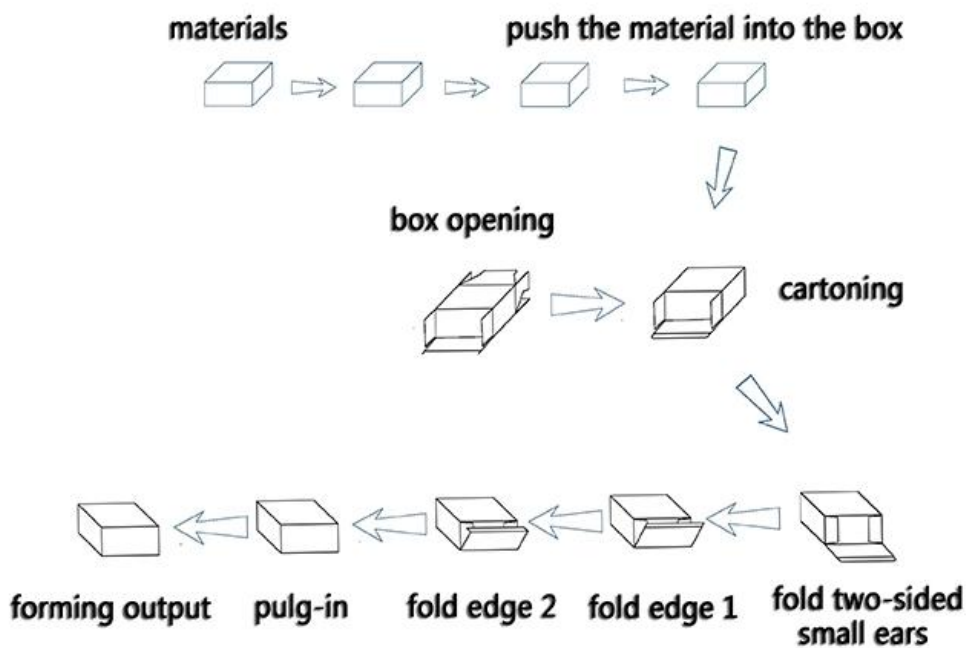 materials
push the material into the box
box opening
cartoning
forming output
pulg-in
fold edge 2
fold edge 1
fold two-sided
small ears